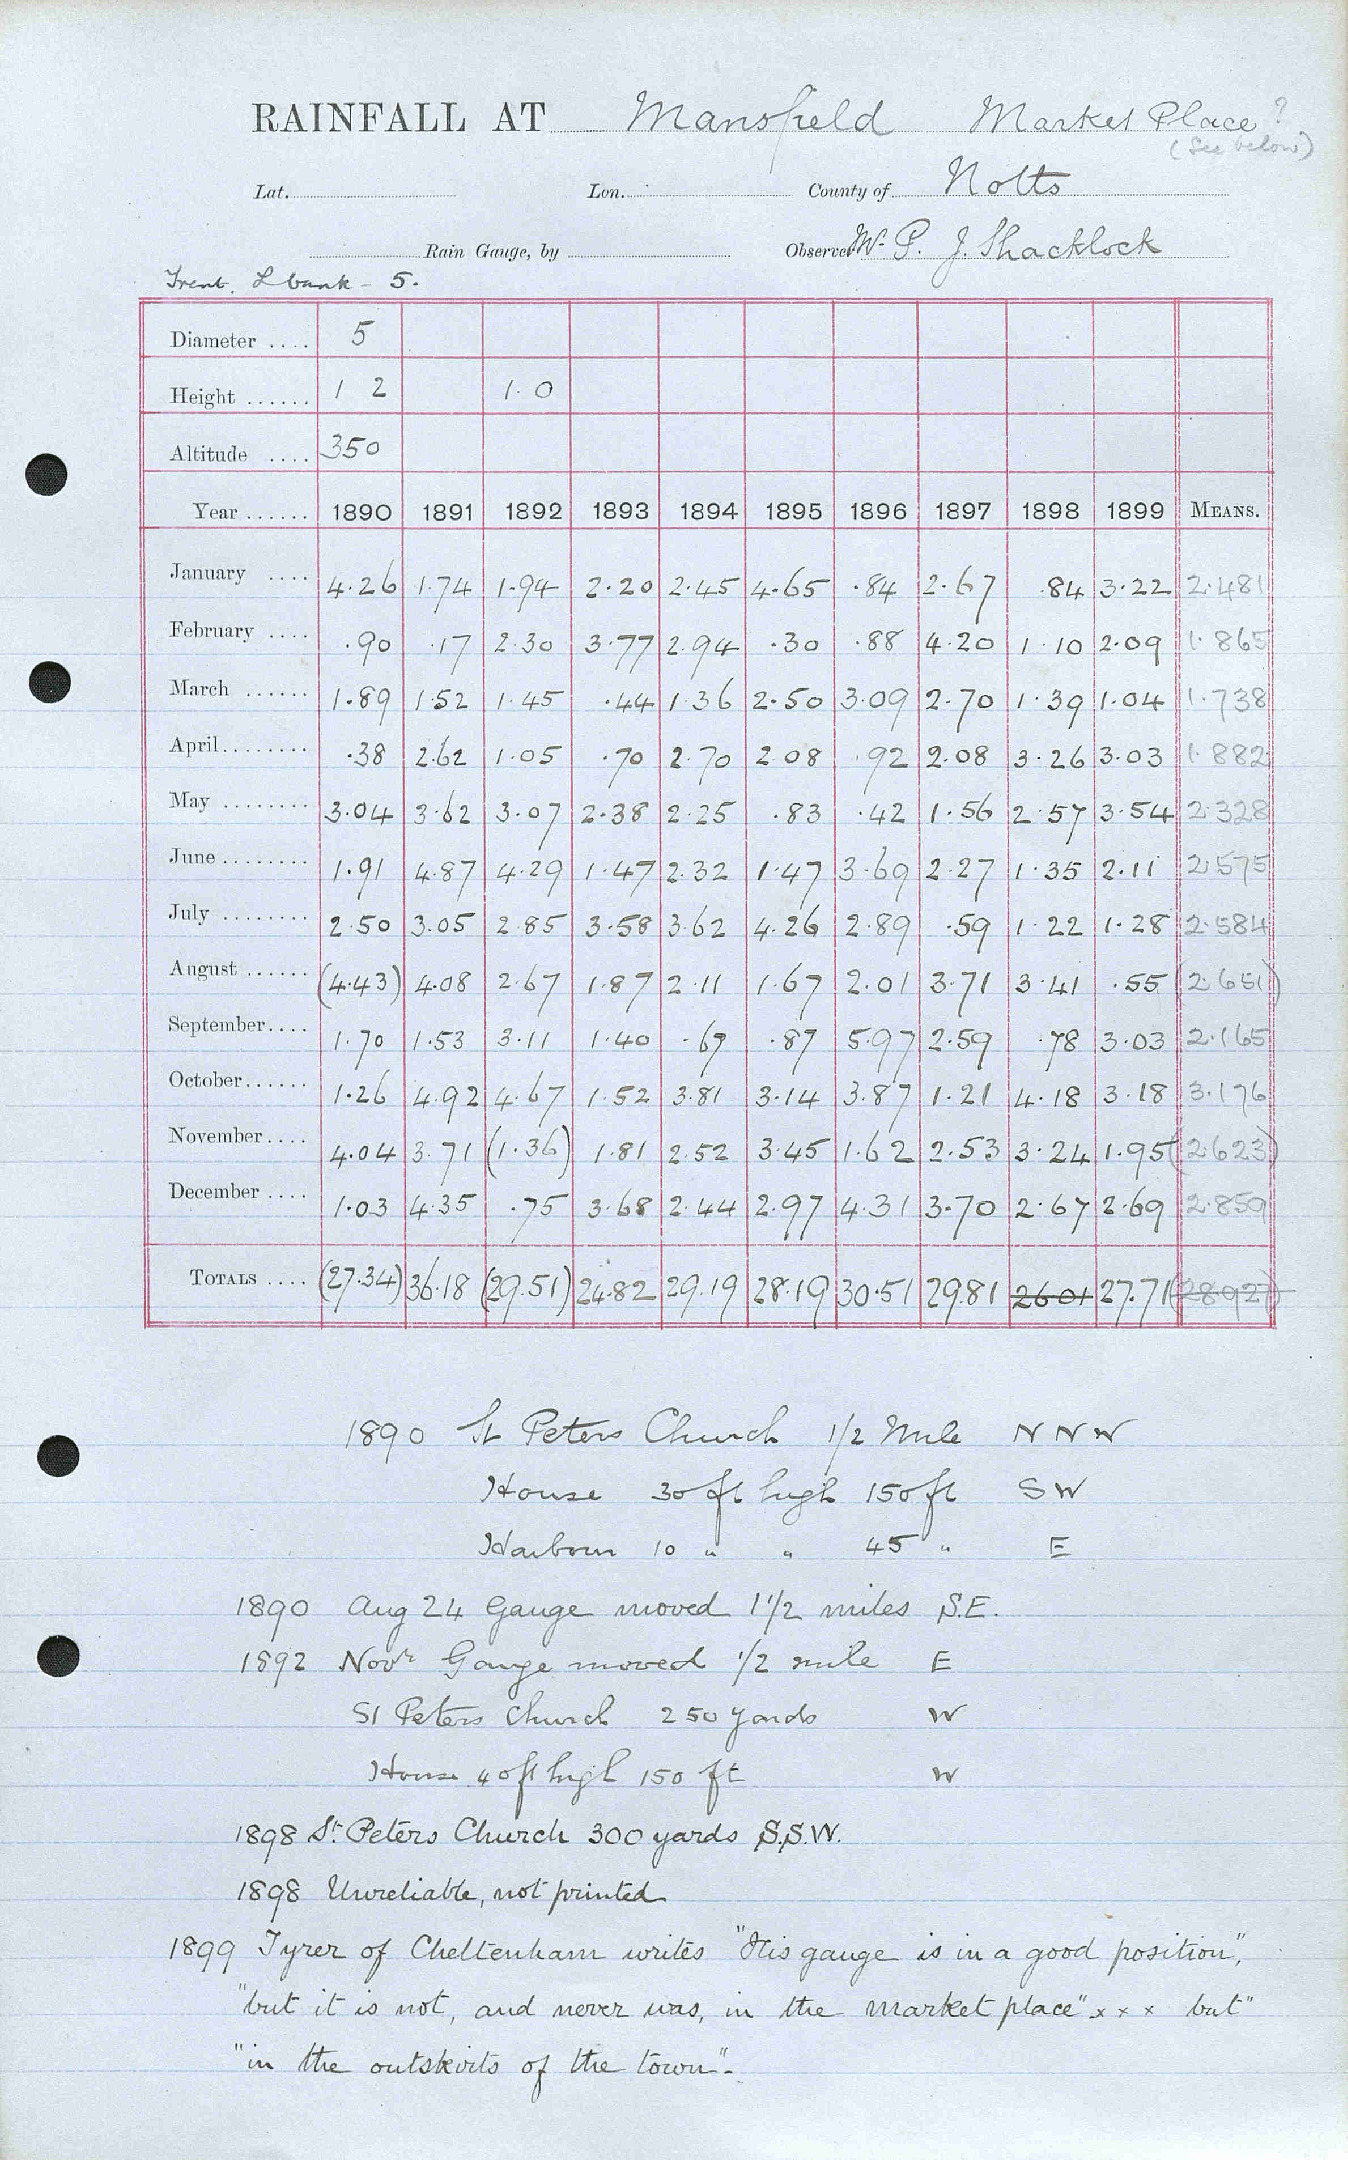 RAINFALL AT Mansfield Market Place ?
(See below)
Lat. Lon. County of Notts
Rain Gauge, by Observer W. P. J. Shacklock
Trent. L bank - 5.
Diameter .... 5
Height ...... 1 2 1. 0
Altitude .... 350
Year ...... 1890 1891 1892 1893 1894 1895 1896 1897 1898 1899 MEANS.
January .... 4.26 1.74 1.94 2.20 2.45 4.65 .84 2.67 .84 3.22 2.481
February .... .90 .17 2.30 3.77 2.94 .30 .88 4.20 1.10 2.09 1.865
March ...... 1.89 1.52 1.45 .44 1.36 2.50 3.09 2.70 1.39 1.04 1.738
April........ .38 2.62 1.05 .70 2.70 2.08 .92 2.08 3.26 3.03 1.882
May ........ 3.04 3.62 3.07 2.38 2.25 .83 .42 1.56 2.57 3.54 2.328
June ........ 1.91 4.87 4.29 1.47 2.32 1.47 3.69 2.27 1.35 2.11 2.575
July ........ 2.50 3.05 2.85 3.58 3.62 4.26 2.89 .59 1.22 1.28 2.584
August ...... (4.43) 4.08 2.67 1.87 2.11 1.67 2.01 3.71 3.41 .55 (2.651)
September.... 1.70 1.53 3.11 1.40 .67 .87 5.97 2.59 .78 3.03 2.165
October...... 1.26 4.92 4.67 1.52 3.81 3.14 3.87 1.21 4.18 3.18 3.176
November.... 4.04 3.71 (1.36) 1.81 2.52 3.45 1.62 2.53 3.24 1.95 (2.623)
December .... 1.03 4.35 .75 3.68 2.44 2.97 4.31 3.70 2.67 2.69 2.859
TOTALS .... (27.34) 36.18 (29.51) 24.82 29.19 28.19 30.51 29.81 26.01 27.71 (28.927)
1890 St Peters Church 1/2 Mile N N W
House 30 ft high 150 ft S W
10 " " 45 " E
1890 Aug 24 Gauge moved 1 1/2 miles S.E.
1892 Novr Gauge moved 1/2 mile E
St Peters Church 250 yards W
House 40 ft high 150 ft W
1898 St. Peters Church 300 yards S.S.W.
1898 Unreliable, not printed
1899 Tyrer of Cheltenham writes "His gauge is in a good position",
"but it is not, and never was, in the market place" x x x but"
"in the outskirts of the town".